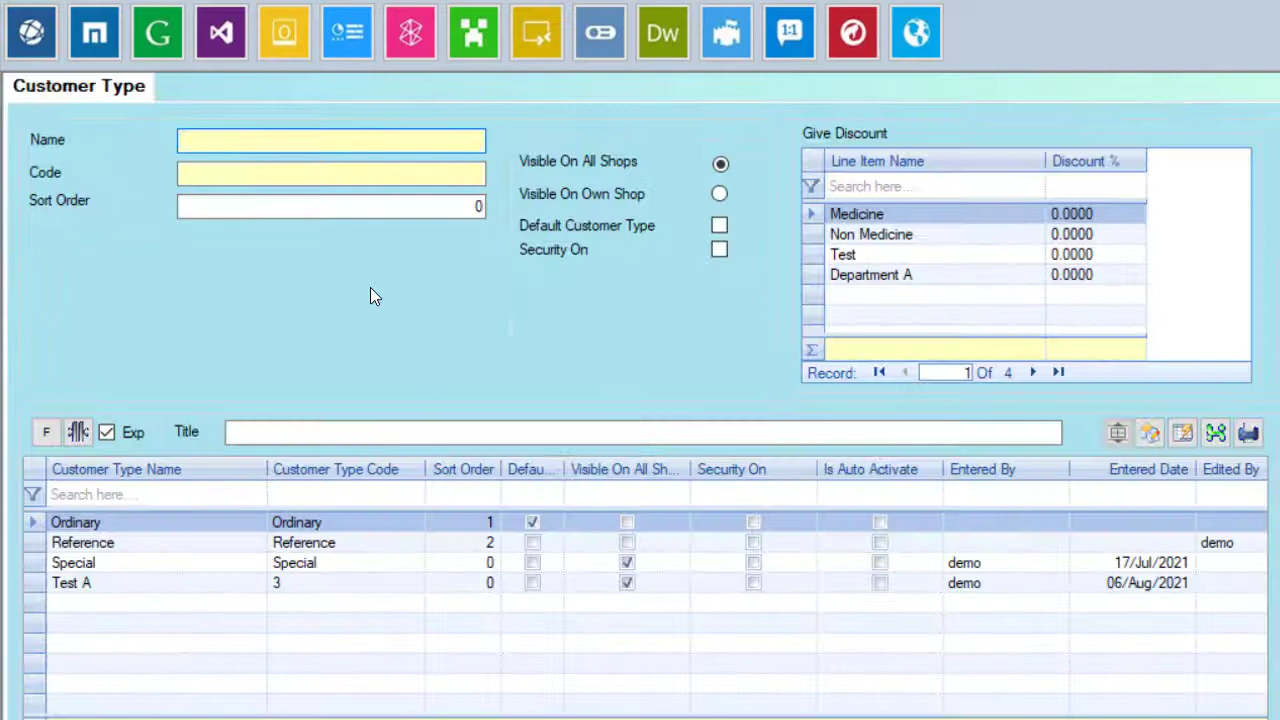 Dw
1:1
Customer Type
Name
Code
Sort Order 0
Visible On All Shops
Visible On Own Shop
Default Customer Type
Security On
Give Discount
Line Item Name Discount %
Search here...
Medicine 0.0000
Non Medicine 0.0000
Test 0.0000
Department A 0.0000
Σ
Record: 1 Of 4
F Exp Title
Customer Type Name Customer Type Code Sort Order Defau... Visible On All Sh... Security On Is Auto Activate Entered By Entered Date Edited By
Search here...
Ordinary Ordinary 1
Reference Reference 2 demo
Special Special 0 demo 17/Jul/2021
Test A 3 0 demo 06/Aug/2021